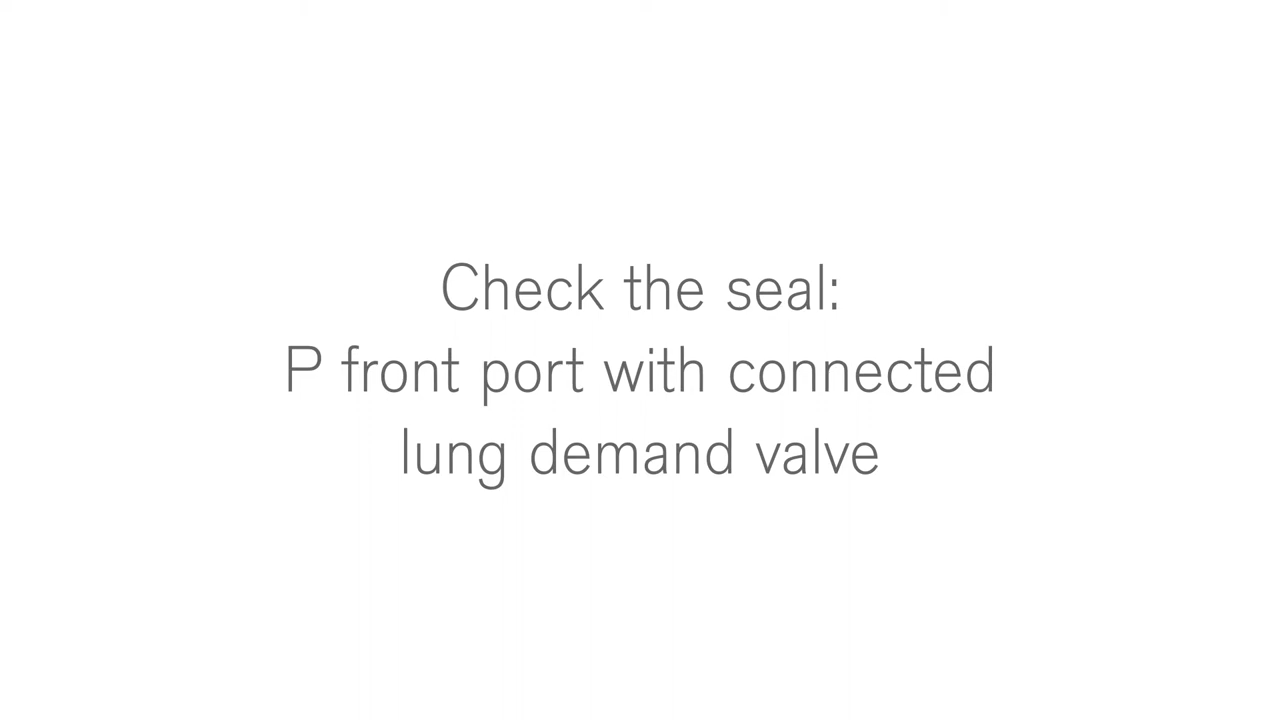 Check the seal:
P front port with connected
lung demand valve